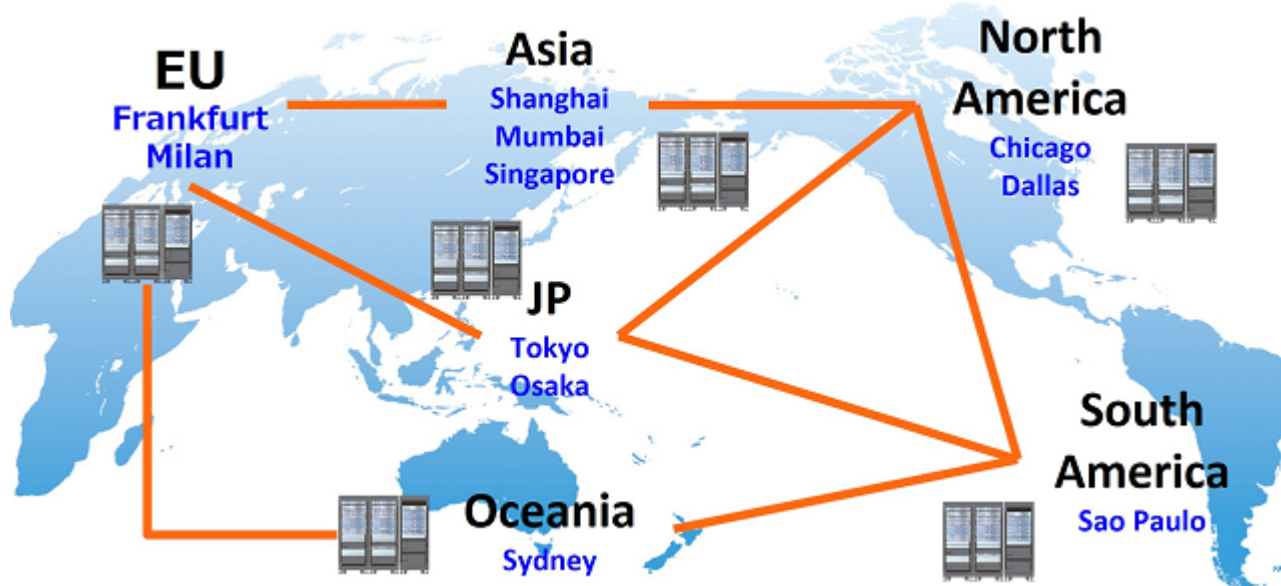 EU
Frankfurt
Milan
Asia
Shanghai
Mumbai
Singapore
North
America
Chicago
Dallas
JP
Tokyo
Osaka
South
America
Sao Paulo
Oceania
Sydney